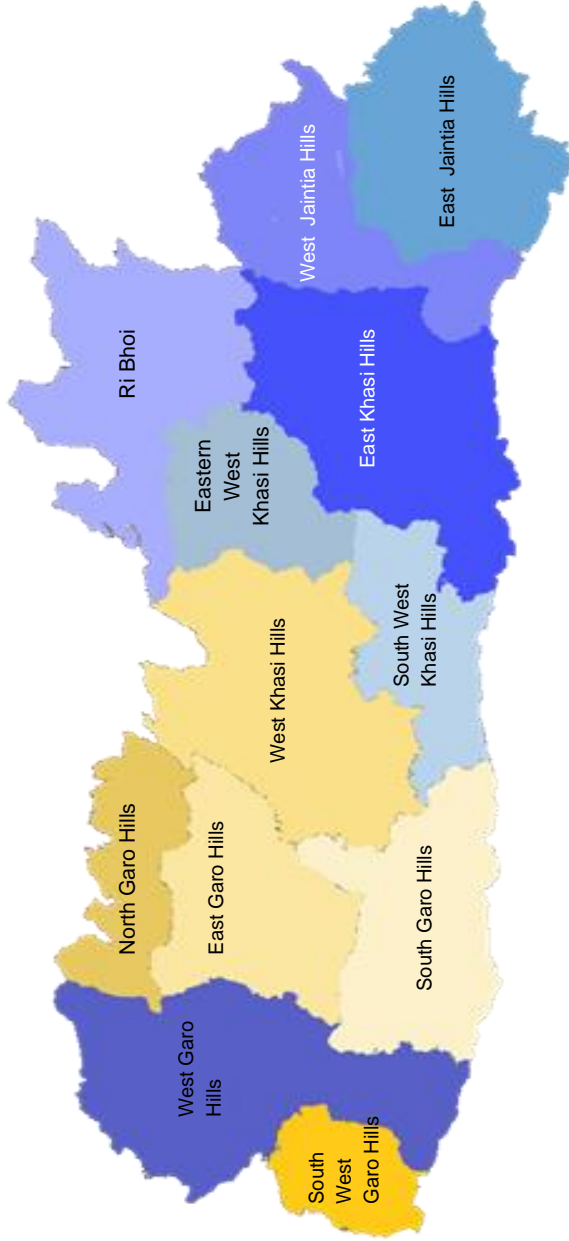 South
West
Garo Hills
West Garo
Hills
North Garo Hills
East Garo Hills
South Garo Hills
West Khasi Hills
South West
Khasi Hills
Eastern
West
Khasi Hills
Ri Bhoi
East Khasi Hills
West Jaintia Hills
East Jaintia Hills